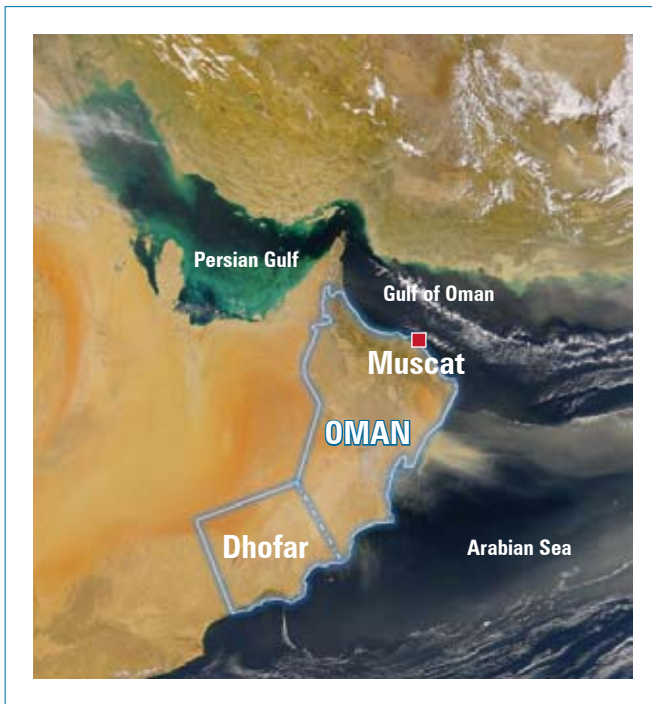 Persian Gulf
Gulf of Oman
Muscat
OMAN
Dhofar
Arabian Sea